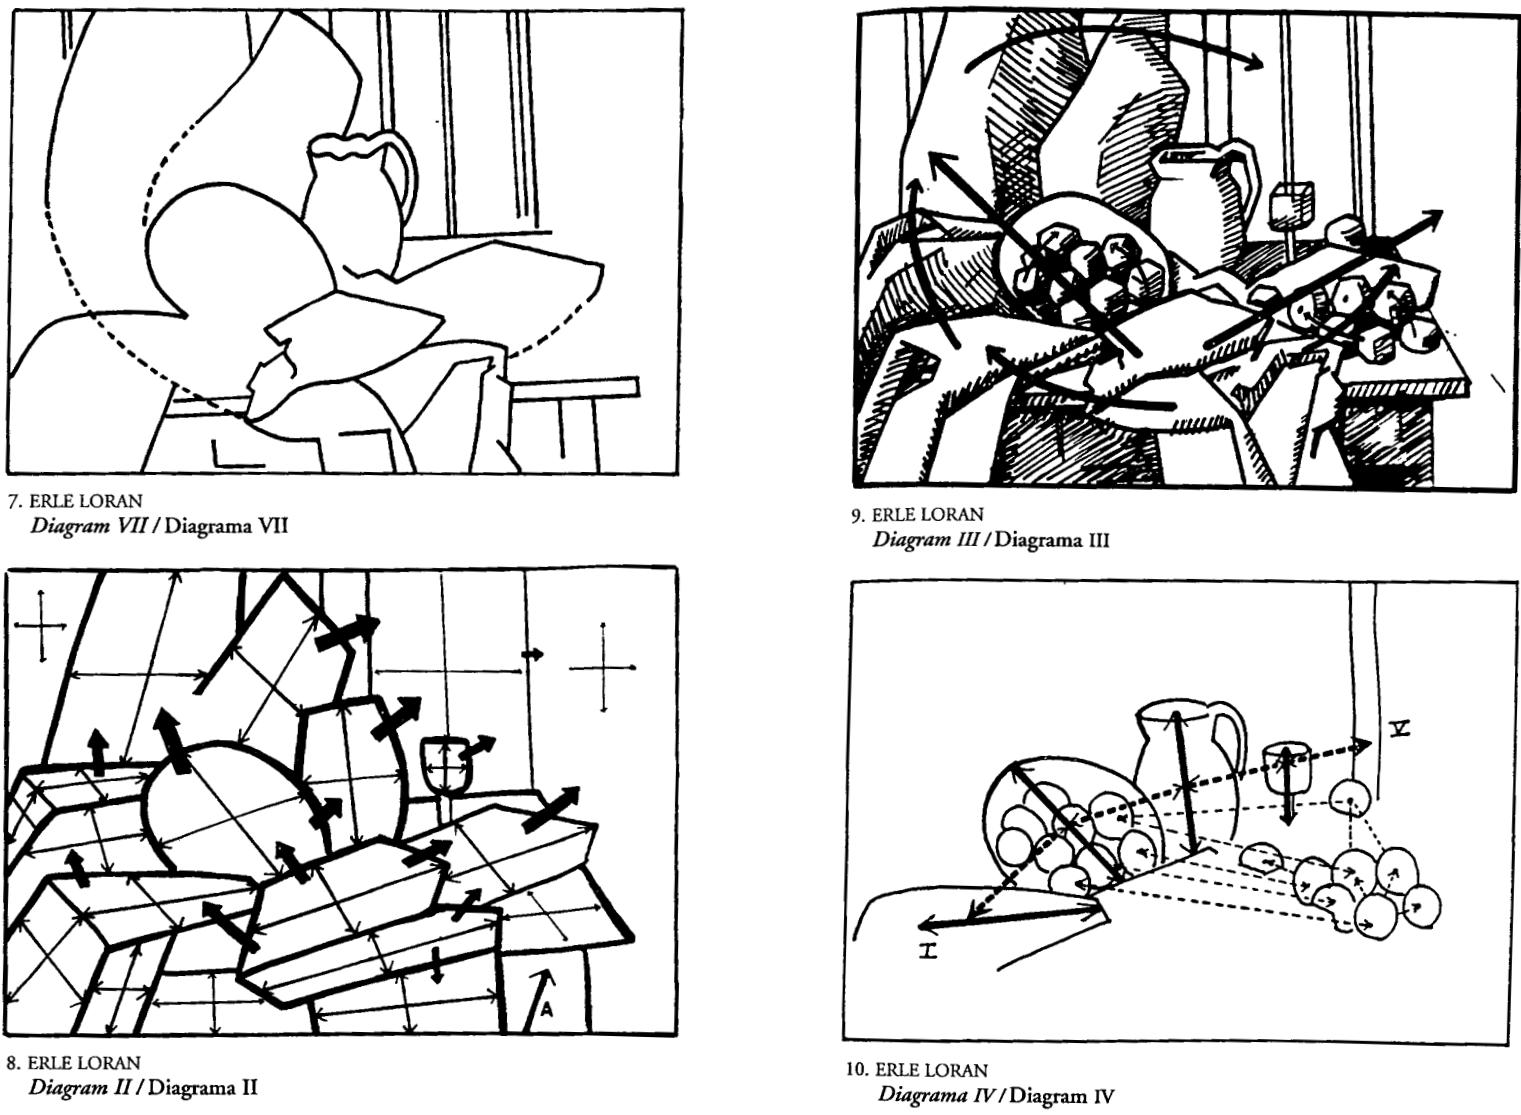 7. ERLE LORAN
Diagram VII / Diagrama VII
9. ERLE LORAN
Diagram III / Diagrama III
A
8. ERLE LORAN
Diagram II / Diagrama II
V
I
10. ERLE LORAN
Diagrama IV / Diagram IV